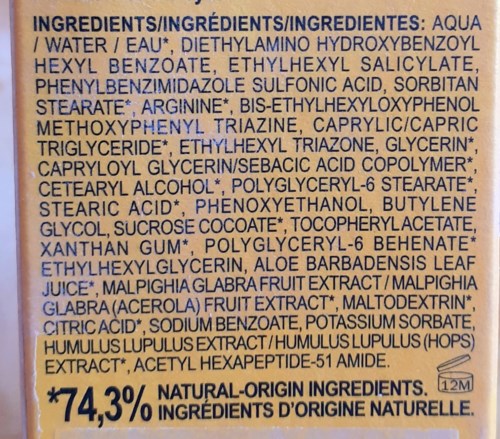 INGREDIENTS/INGRÉDIENTS/INGREDIENTES: AQUA
/ WATER / EAU*, DIETHYLAMINO HYDROXYBENZOYL
HEXYL BENZOATE, ETHYLHEXYL SALICYLATE,
PHENYLBENZIMIDAZOLE SULFONIC ACID, SORBITAN
STEARATE*, ARGININE*, BIS-ETHYLHEXYLOXYPHENOL
METHOXYPHENYL TRIAZINE, CAPRYLIC/CAPRIC
TRIGLYCERIDE*, ETHYLHEXYL TRIAZONE, GLYCERIN*,
CAPRYLOYL GLYCERIN/SEBACIC ACID COPOLYMER*,
CETEARYL ALCOHOL*, POLYGLYCERYL-6 STEARATE*,
STEARIC ACID*, PHENOXYETHANOL, BUTYLENE
GLYCOL, SUCROSE COCOATE*, TOCOPHERYL ACETATE,
XANTHAN GUM*, POLYGLYCERYL-6 BEHENATE*
ETHYLHEXYLGLYCERIN, ALOE BARBADENSIS LEAF
JUICE*, MALPIGHIA GLABRA FRUIT EXTRACT / MALPIGHIA
GLABRA (ACEROLA) FRUIT EXTRACT*, MALTODEXTRIN*,
CITRIC ACID*, SODIUM BENZOATE, POTASSIUM SORBATE,
HUMULUS LUPULUS EXTRACT / HUMULUS LUPULUS (HOPS)
EXTRACT*, ACETYL HEXAPEPTIDE-51 AMIDE.
12M
*74,3% NATURAL-ORIGIN INGREDIENTS.
INGRÉDIENTS D'ORIGINE NATURELLE.